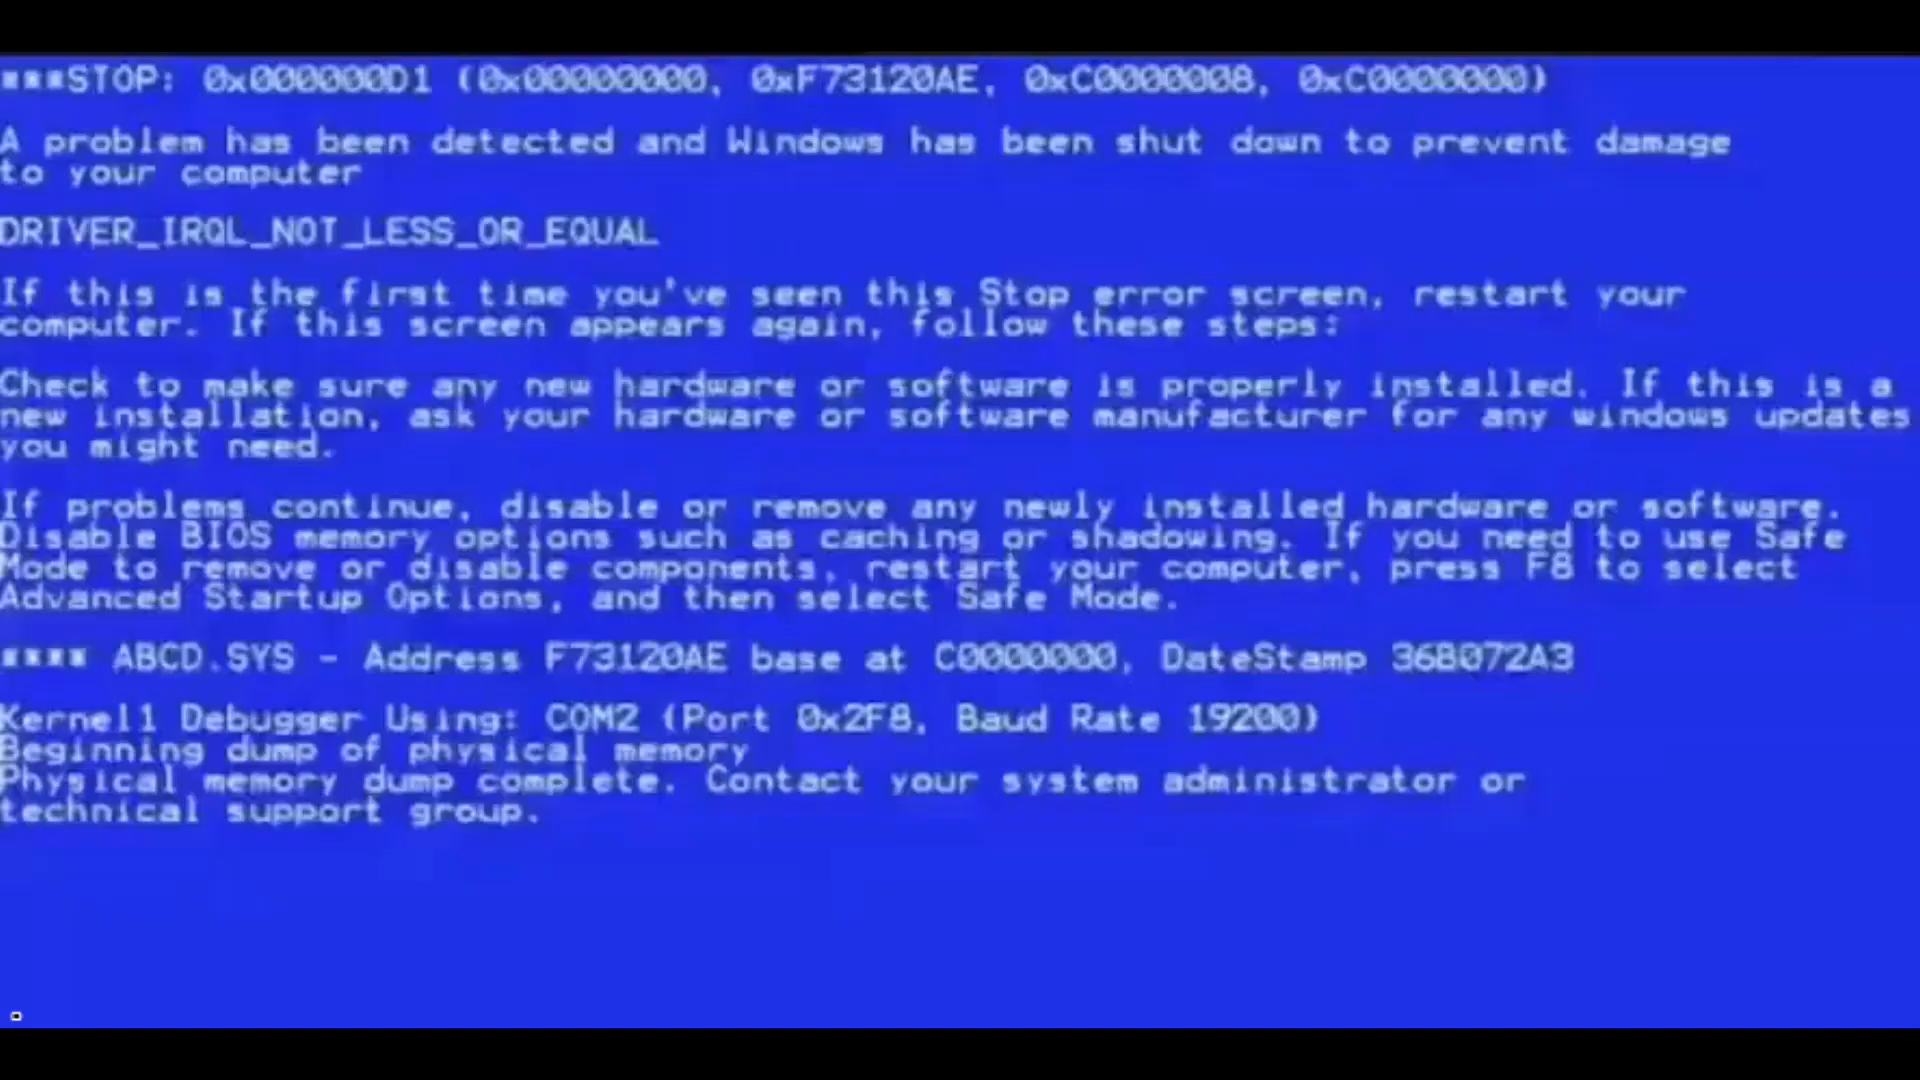 ***STOP: 0x000000D1 (0x00000000, 0xF73120AE, 0xC0000008, 0xC0000000)
A problem has been detected and Windows has been shut down to prevent damage
to your computer
DRIVER_IRQL_NOT_LESS_OR_EQUAL
If this is the first time you've seen this Stop error screen, restart your
computer. If this screen appears again, follow these steps:
Check to make sure any new hardware or software is properly installed. If this is a
new installation, ask your hardware or software manufacturer for any windows updates
you might need.
If problems continue, disable or remove any newly installed hardware or software.
Disable BIOS memory options such as caching or shadowing. If you need to use Safe
Mode to remove or disable components, restart your computer, press F8 to select
Advanced Startup Options, and then select Safe Mode.
**** ABCD.SYS - Address F73120AE base at C0000000, DateStamp 36B072A3
Kernel1 Debugger Using: COM2 (Port 0x2F8, Baud Rate 19200)
Beginning dump of physical memory
Physical memory dump complete. Contact your system administrator or
technical support group.